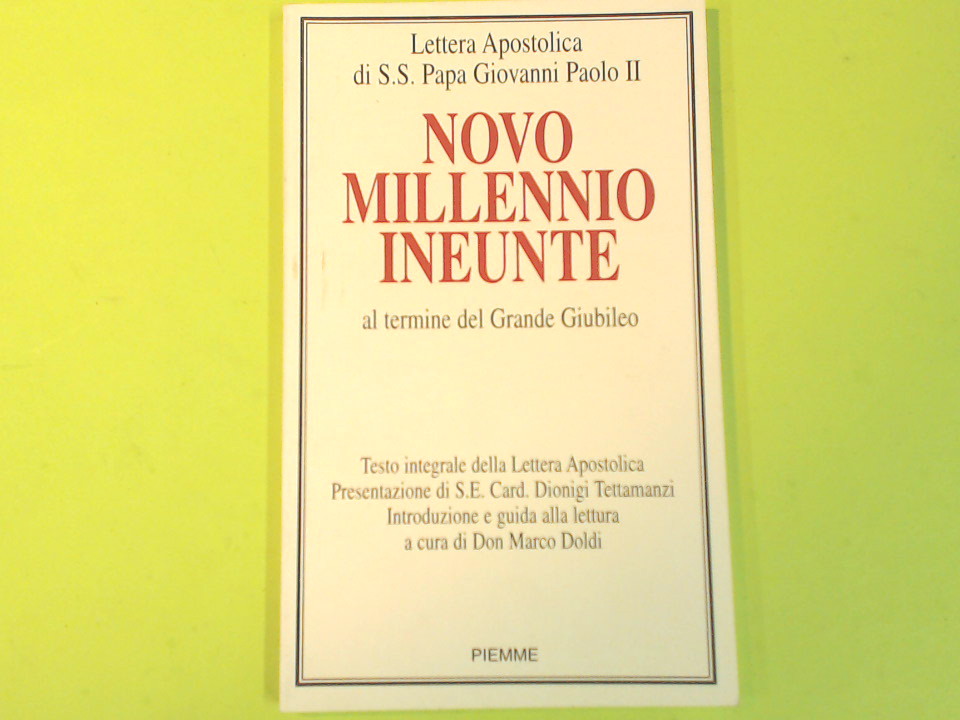 Lettera Apostolica
di S.S. Papa Giovanni Paolo II
NOVO
MILLENNIO
INEUNTE
al termine del Grande Giubileo
Testo integrale della Lettera Apostolica
Presentazione di S.E. Card. Dionigi Tettamanzi
Introduzione e guida alla lettura
a cura di Don Marco Doldi
PIEMME